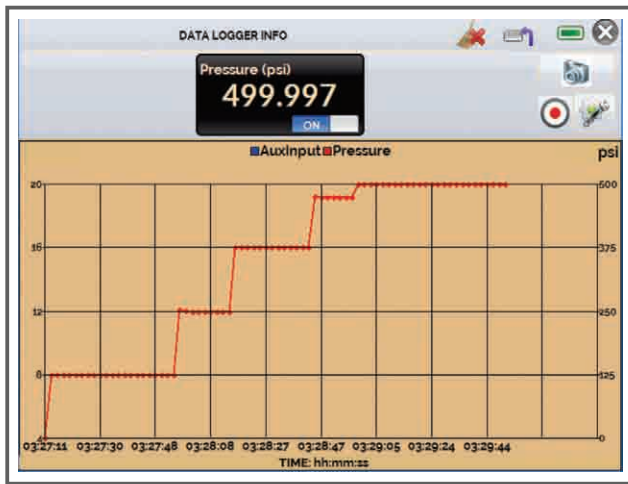 DATA LOGGER INFO
Pressure (psi)
499.997
ON
AuxInput Pressure
psi
20
500
16
375
12
250
8
125
4
0
03:27:11 03:27:30 03:27:48 03:28:08 03:28:27 03:28:47 03:29:05 03:29:24 03:29:44
TIME: hh:mm:ss